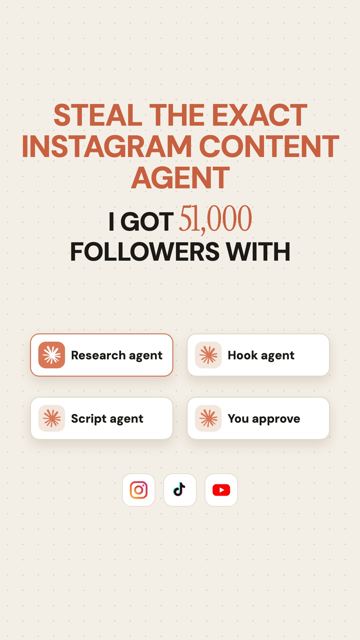 STEAL THE EXACT
INSTAGRAM CONTENT
AGENT
I GOT 51,000
FOLLOWERS WITH
Research agent
Hook agent
Script agent
You approve